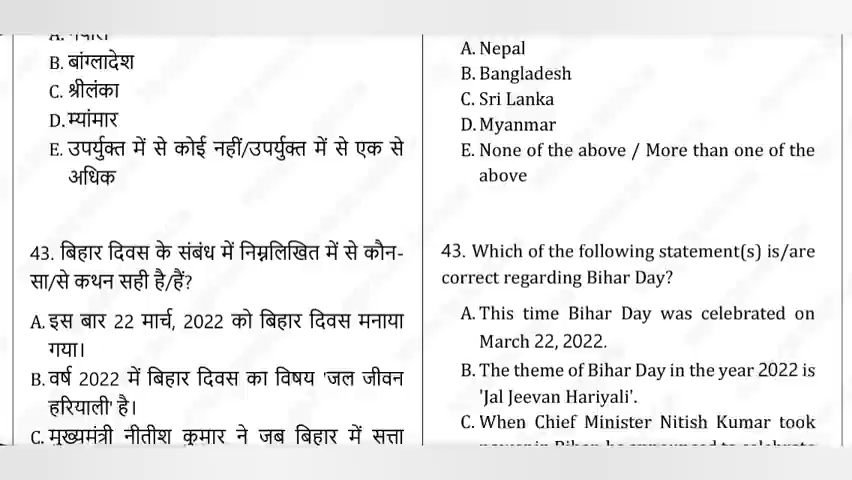 B. बांग्लादेश
C. श्रीलंका
D. म्यांमार
E. उपर्युक्त में से कोई नहीं/उपर्युक्त में से एक से
अधिक
43. बिहार दिवस के संबंध में निम्नलिखित में से कौन-
सा/से कथन सही है/हैं?
A. इस बार 22 मार्च, 2022 को बिहार दिवस मनाया
गया।
B. वर्ष 2022 में बिहार दिवस का विषय 'जल जीवन
हरियाली' है।
C. मुख्यमंत्री नीतीश कुमार ने जब बिहार में सत्ता
A. Nepal
B. Bangladesh
C. Sri Lanka
D. Myanmar
E. None of the above / More than one of the
above
43. Which of the following statement(s) is/are
correct regarding Bihar Day?
A. This time Bihar Day was celebrated on
March 22, 2022.
B. The theme of Bihar Day in the year 2022 is
'Jal Jeevan Hariyali'.
C. When Chief Minister Nitish Kumar took